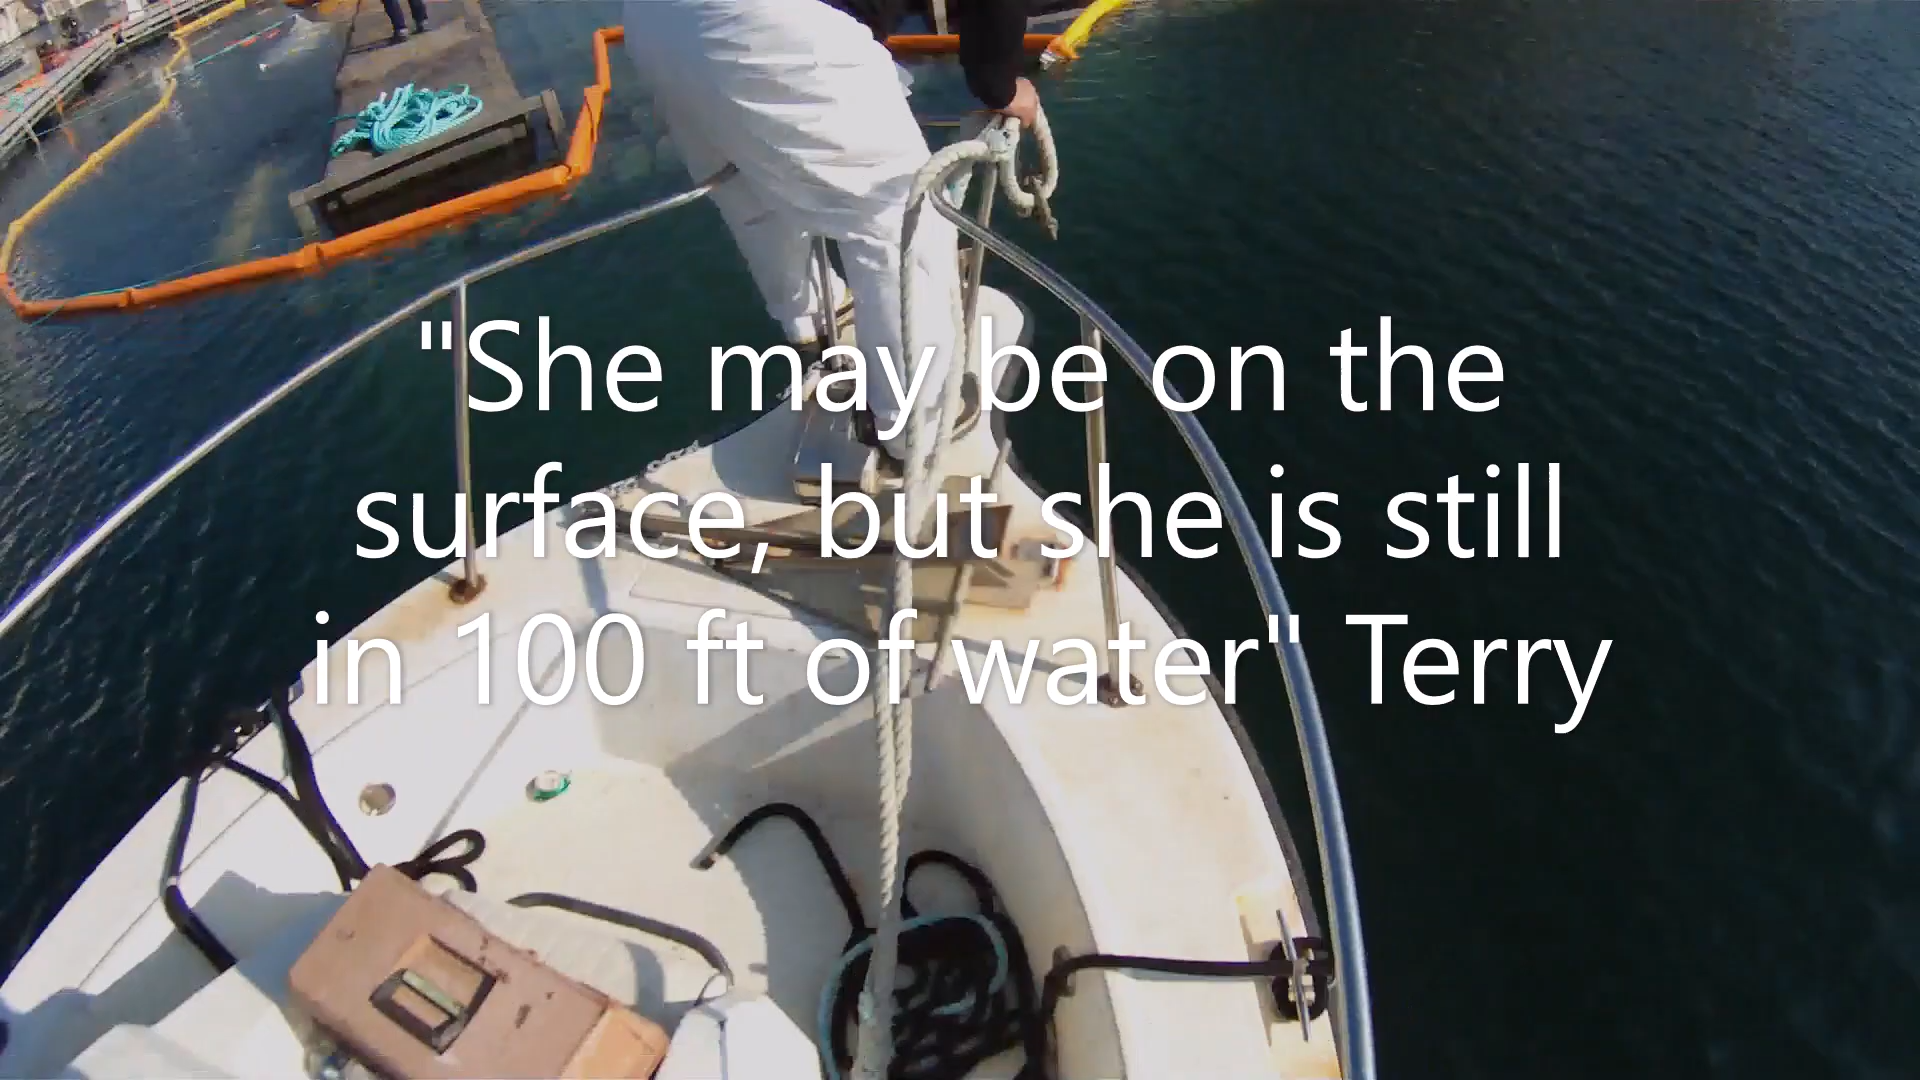 "She may be on the
surface, but she is still
in 100 ft of water" Terry